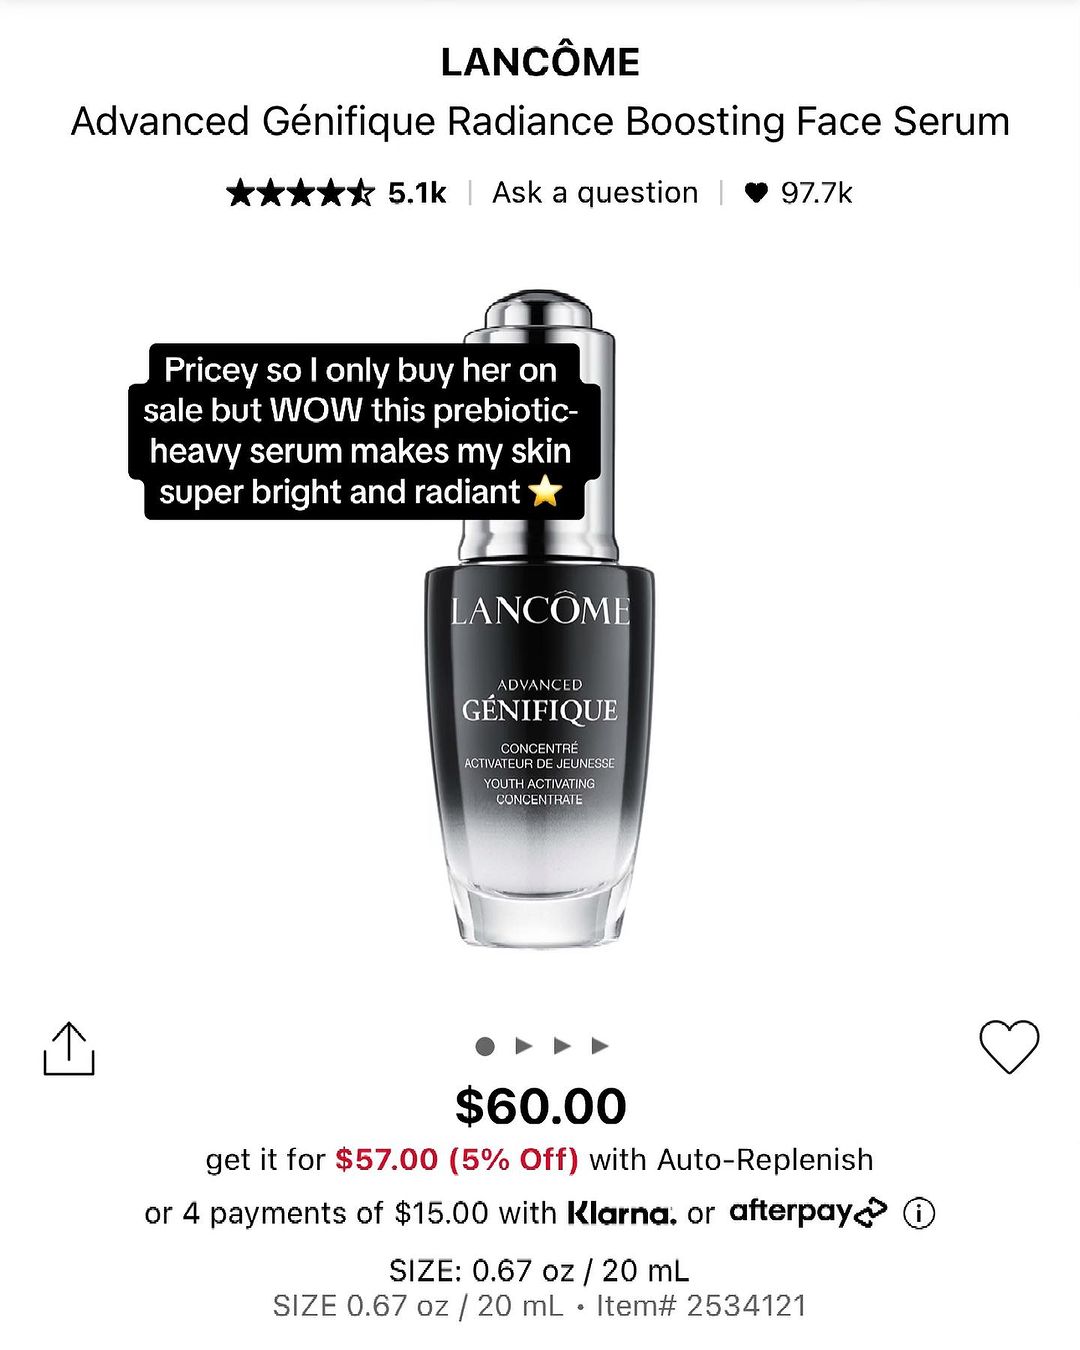 LANCÔME
Advanced Génifique Radiance Boosting Face Serum
5.1k | Ask a question | 97.7k
Pricey so I only buy her on
sale but WOW this prebiotic-
heavy serum makes my skin
super bright and radiant ⭐
LANCÔME
ADVANCED
GÉNIFIQUE
CONCENTRÉ
ACTIVATEUR DE JEUNESSE
YOUTH ACTIVATING
CONCENTRATE
$60.00
get it for $57.00 (5% Off) with Auto-Replenish
or 4 payments of $15.00 with Klarna. or afterpay
SIZE: 0.67 oz / 20 mL
SIZE 0.67 oz / 20 mL • Item# 2534121